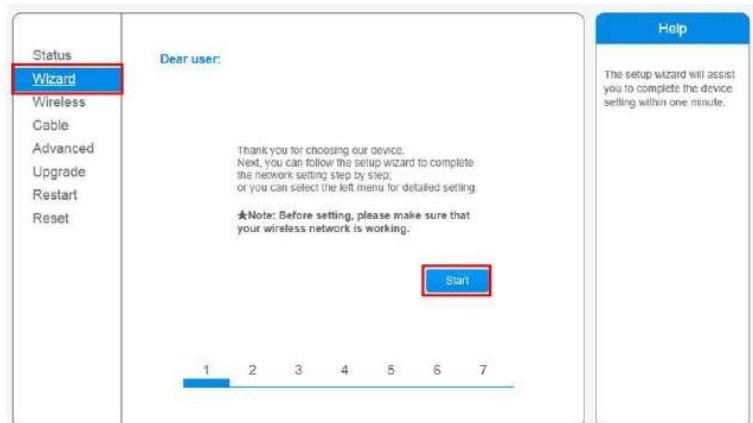 Status
Wizard
Wireless
Cable
Advanced
Upgrade
Restart
Reset
Dear user:
Thank you for choosing our device.
Next, you can follow the setup wizard to complete
the network setting step by step;
or you can select the left menu for detailed setting.
★Note: Before setting, please make sure that
your wireless network is working.
Start
1 2 3 4 5 6 7
Help
The setup wizard will assist
you to complete the device
setting within one minute.